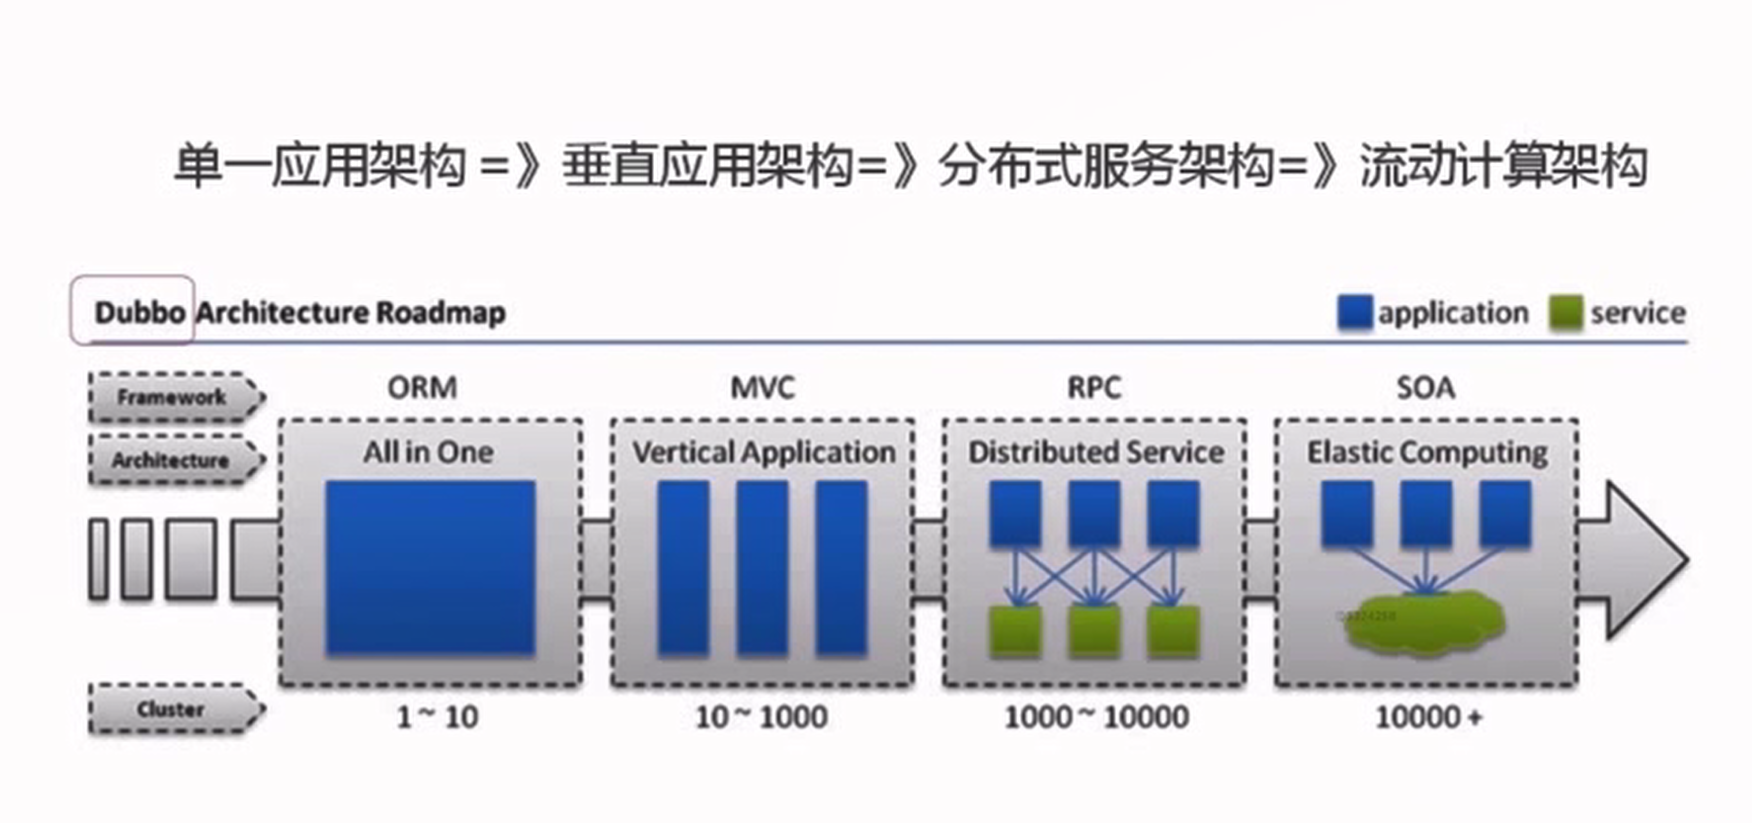 单一应用架构 =》垂直应用架构=》分布式服务架构=》流动计算架构
Dubbo Architecture Roadmap
application service
Framework
ORM MVC RPC SOA
Architecture
All in One Vertical Application Distributed Service Elastic Computing
Cluster
1 ~ 10 10 ~ 1000 1000 ~ 10000 10000 +